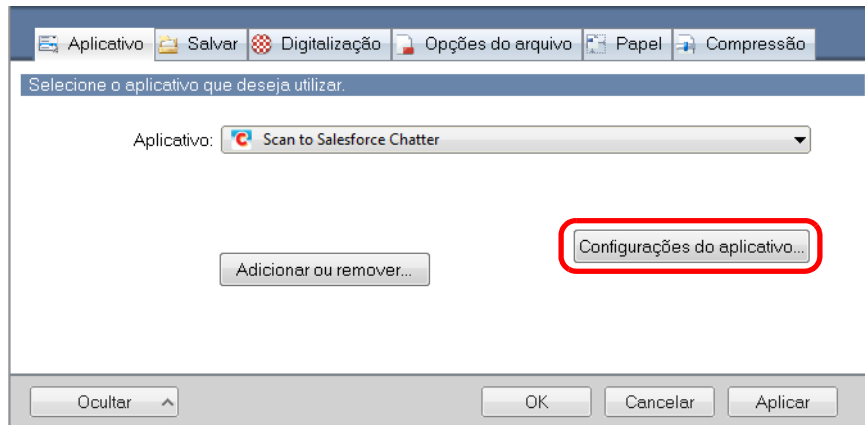 Aplicativo Salvar Digitalização Opções do arquivo Papel Compressão
Selecione o aplicativo que deseja utilizar.
Aplicativo: Scan to Salesforce Chatter
Configurações do aplicativo...
Adicionar ou remover...
Ocultar OK Cancelar Aplicar